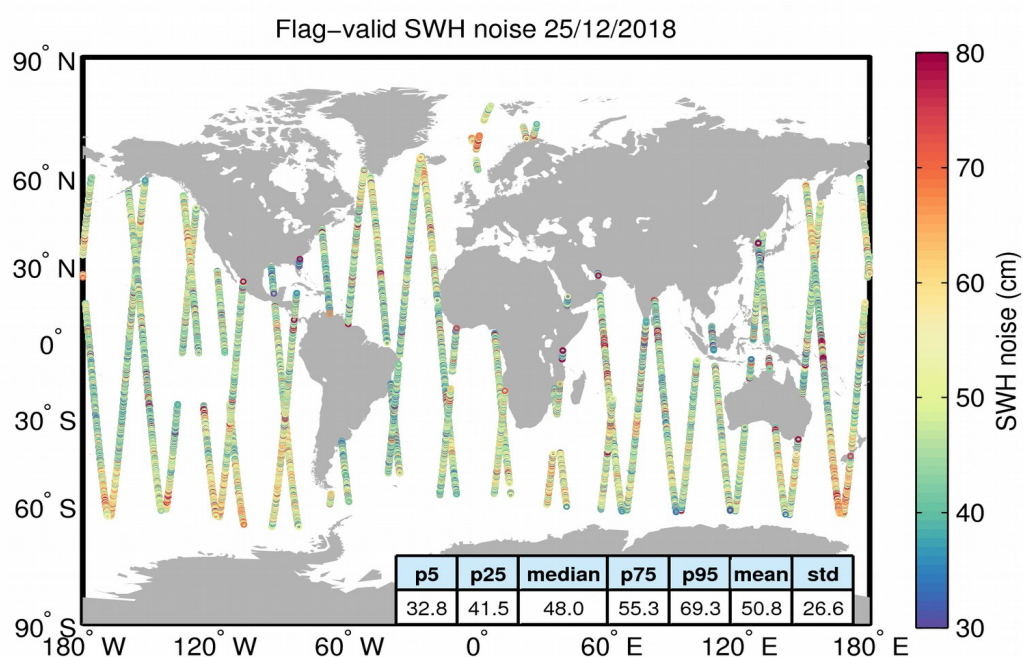 Flag−valid SWH noise 25/12/2018
90° N
60° N
30° N
0°
30° S
60° S
90° S
180° W
120° W
60° W
0°
60° E
120° E
180° E
p5 p25 median p75 p95 mean std
32.8 41.5 48.0 55.3 69.3 50.8 26.6
80
70
60
50
40
30
SWH noise (cm)